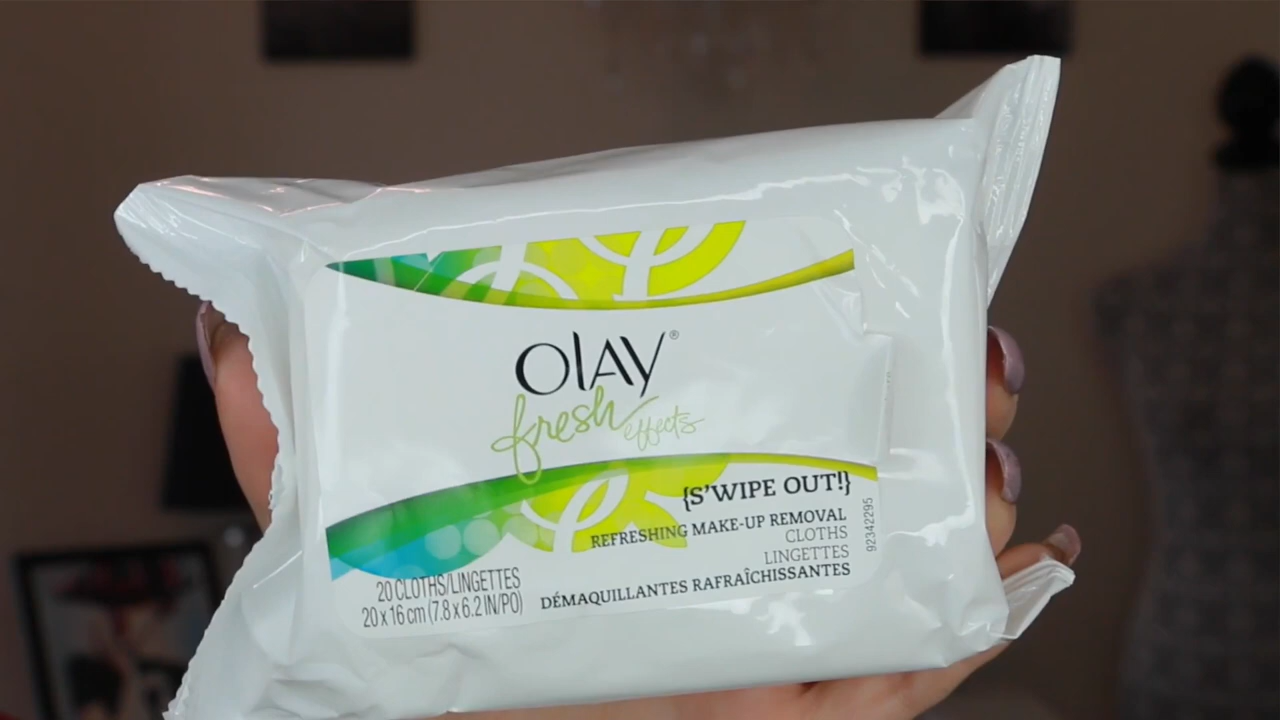 OLAY®
fresh effects
{S'WIPE OUT!}
REFRESHING MAKE-UP REMOVAL
CLOTHS
LINGETTES
DÉMAQUILLANTES RAFRAÎCHISSANTES
20 CLOTHS/LINGETTES
20 x 16 cm (7.8 x 6.2 IN/PO)
92342295